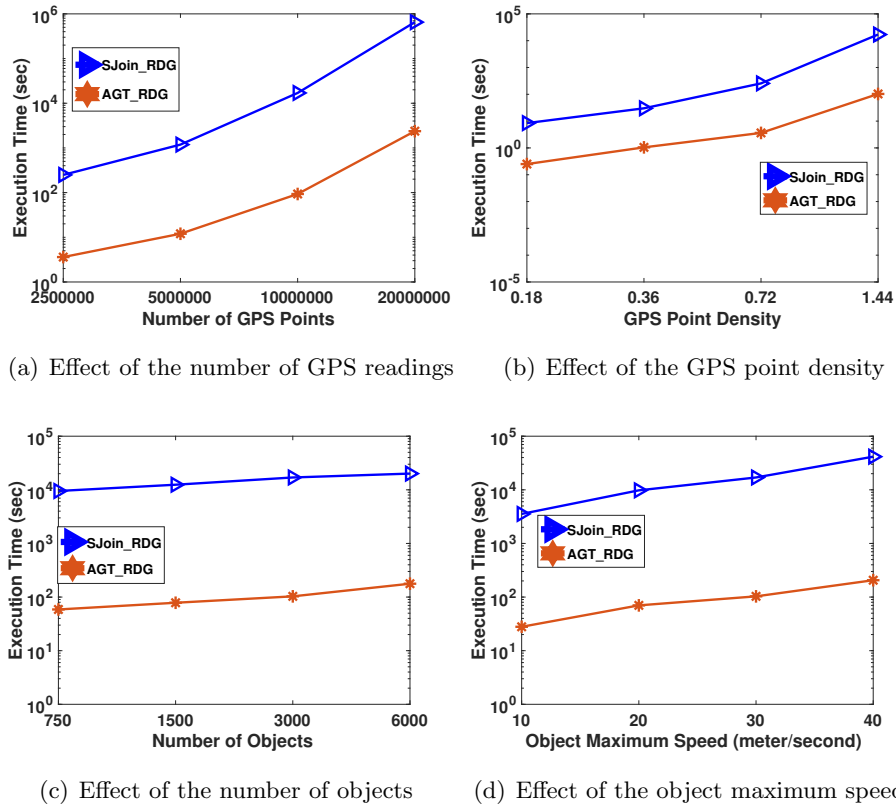 10^6
10^4
10^2
10^0
Execution Time (sec)
SJoin_RDG
AGT_RDG
2500000 5000000 10000000 20000000
Number of GPS Points
(a) Effect of the number of GPS readings
10^5
10^0
10^-5
Execution Time (sec)
SJoin_RDG
AGT_RDG
0.18 0.36 0.72 1.44
GPS Point Density
(b) Effect of the GPS point density
10^5
10^4
10^3
10^2
10^1
10^0
Execution Time (sec)
SJoin_RDG
AGT_RDG
750 1500 3000 6000
Number of Objects
(c) Effect of the number of objects
10^5
10^4
10^3
10^2
10^1
10^0
Execution Time (sec)
SJoin_RDG
AGT_RDG
10 20 30 40
Object Maximum Speed (meter/second)
(d) Effect of the object maximum speed